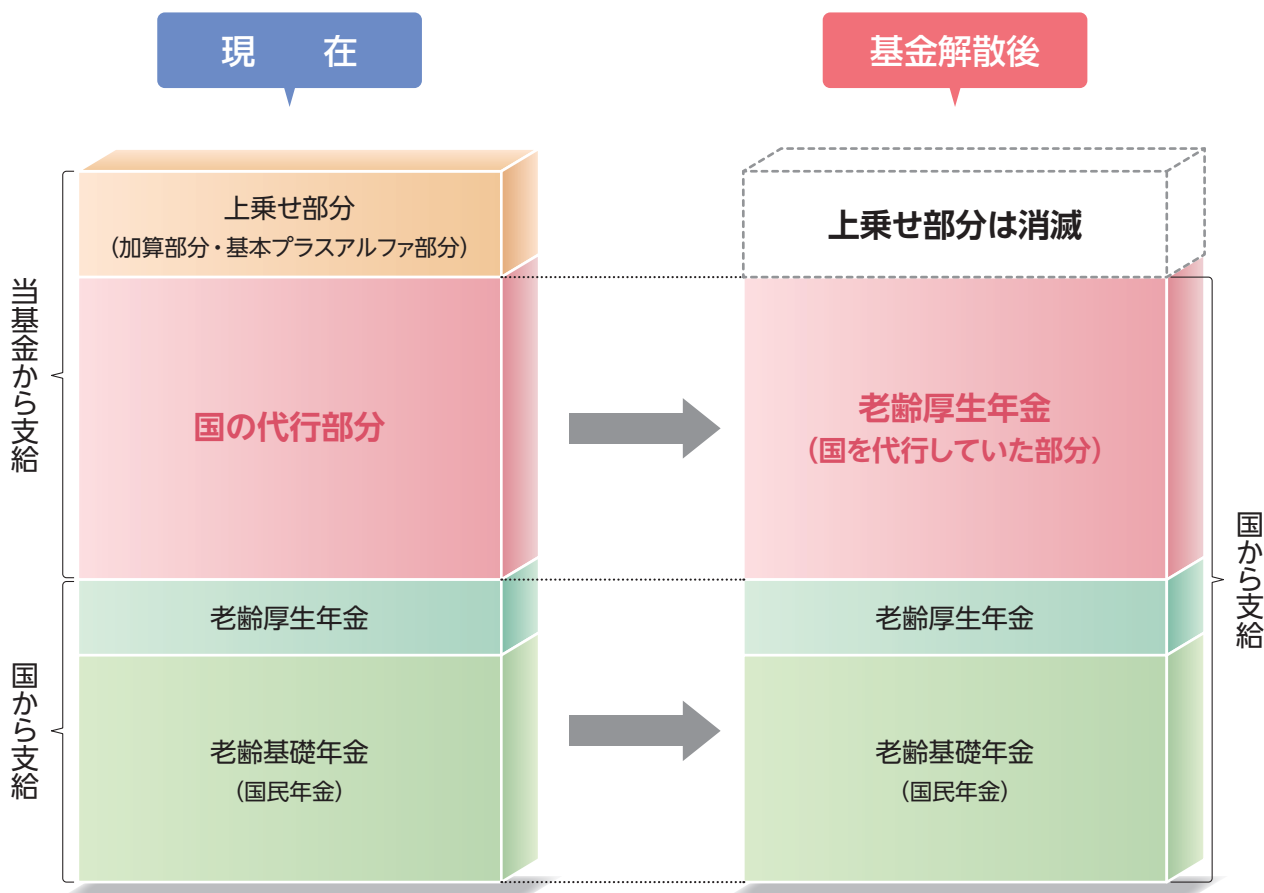 現 在
基金解散後
当基金から支給
上乗せ部分
（加算部分・基本プラスアルファ部分）
国の代行部分
国から支給
老齢厚生年金
老齢基礎年金
（国民年金）
上乗せ部分は消滅
老齢厚生年金
（国を代行していた部分）
老齢厚生年金
老齢基礎年金
（国民年金）
国から支給